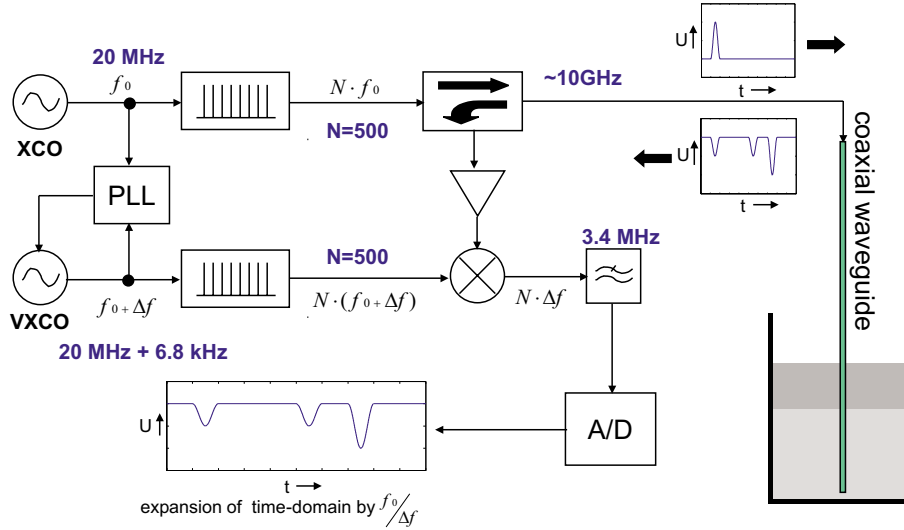 20 MHz
f₀
XCO
N · f₀
N=500
~10GHz
U
t
U
t
coaxial waveguide
PLL
VXCO
f₀₊Δf
20 MHz + 6.8 kHz
N=500
N · (f₀₊Δf)
N · Δf
3.4 MHz
A/D
U
t
expansion of time-domain by f₀/Δf